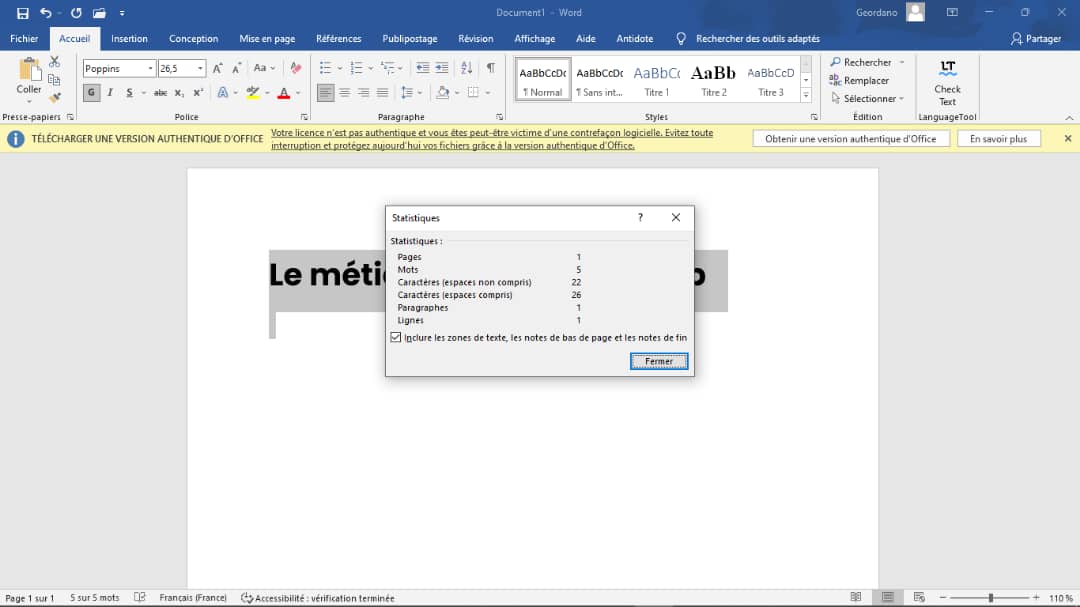 Document1 - Word
Geordano
Fichier Accueil Insertion Conception Mise en page Références Publipostage Révision Affichage Aide Antidote Rechercher des outils adaptés Partager
Coller
Presse-papiers
Poppins 26,5 Aa
G I S abc X, X²
Police
Paragraphe
AaBbCcDc AaBbCcDc AaBbCc AaBb AaBbCcD
¶ Normal ¶ Sans int... Titre 1 Titre 2 Titre 3
Styles
Rechercher
Remplacer
Sélectionner
Édition
LT
Check
Text
LanguageTool
TÉLÉCHARGER UNE VERSION AUTHENTIQUE D'OFFICE
Votre licence n'est pas authentique et vous êtes peut-être victime d'une contrefaçon logicielle. Evitez toute
interruption et protégez aujourd'hui vos fichiers grâce à la version authentique d'Office.
Obtenir une version authentique d'Office
En savoir plus
Le méti
Statistiques
Statistiques :
Pages 1
Mots 5
Caractères (espaces non compris) 22
Caractères (espaces compris) 26
Paragraphes 1
Lignes 1
Inclure les zones de texte, les notes de bas de page et les notes de fin
Fermer
Page 1 sur 1 5 sur 5 mots Français (France) Accessibilité : vérification terminée 110 %